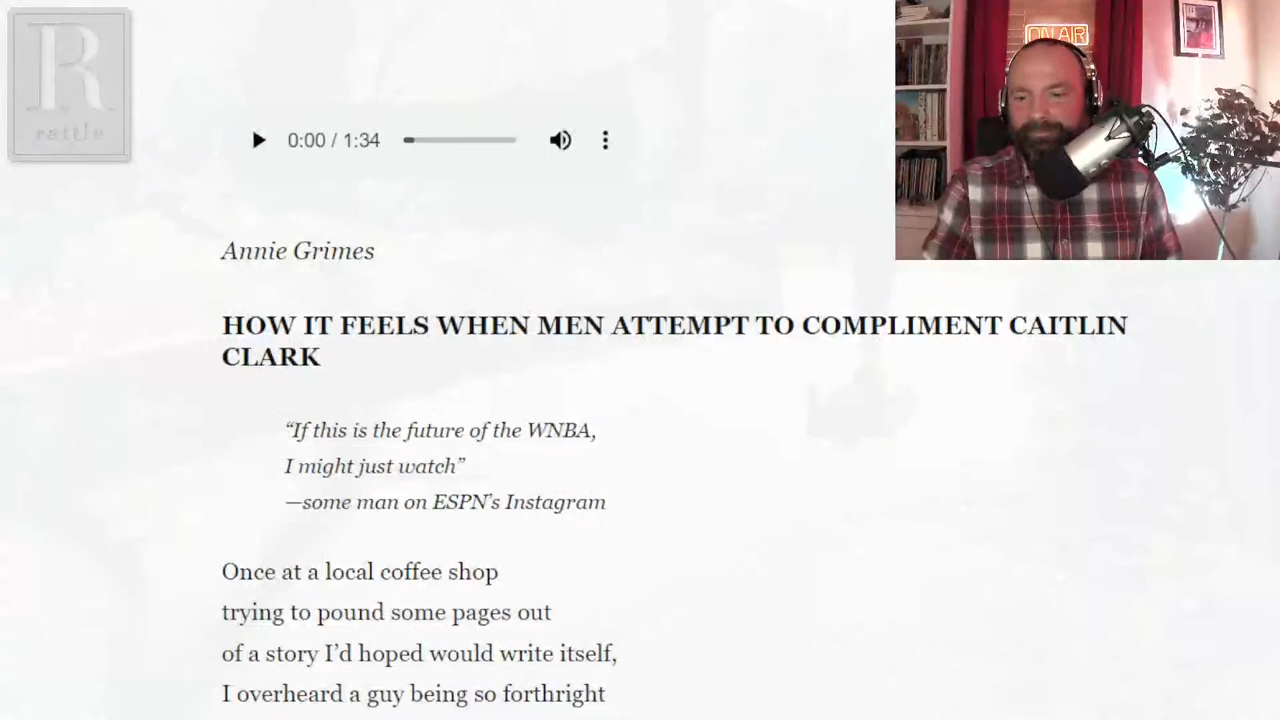 R
rattle
ON AIR
0:00 / 1:34
Annie Grimes
HOW IT FEELS WHEN MEN ATTEMPT TO COMPLIMENT CAITLIN
CLARK
“If this is the future of the WNBA,
I might just watch”
—some man on ESPN’s Instagram
Once at a local coffee shop
trying to pound some pages out
of a story I’d hoped would write itself,
I overheard a guy being so forthright